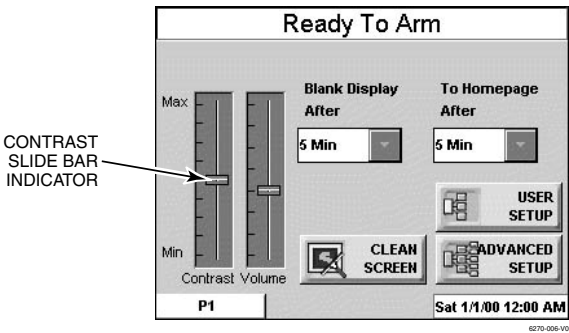 Ready To Arm
Blank Display
After
To Homepage
After
Max
5 Min
5 Min
CONTRAST
SLIDE BAR
INDICATOR
USER
SETUP
Min
CLEAN
SCREEN
ADVANCED
SETUP
Contrast Volume
P1
Sat 1/1/00 12:00 AM
6270-006-V0